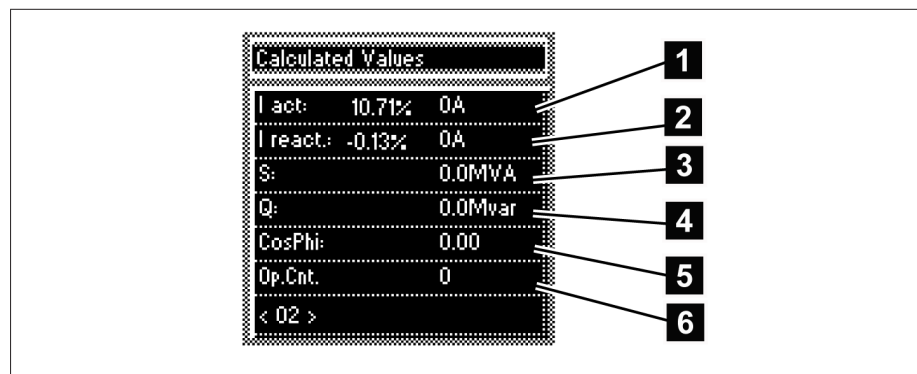 Calculated Values
I act: 10.71% 0A
I react.: -0.13% 0A
S: 0.0MVA
Q: 0.0Mvar
CosPhi: 0.00
Op.Cnt. 0
< 02 >
1
2
3
4
5
6